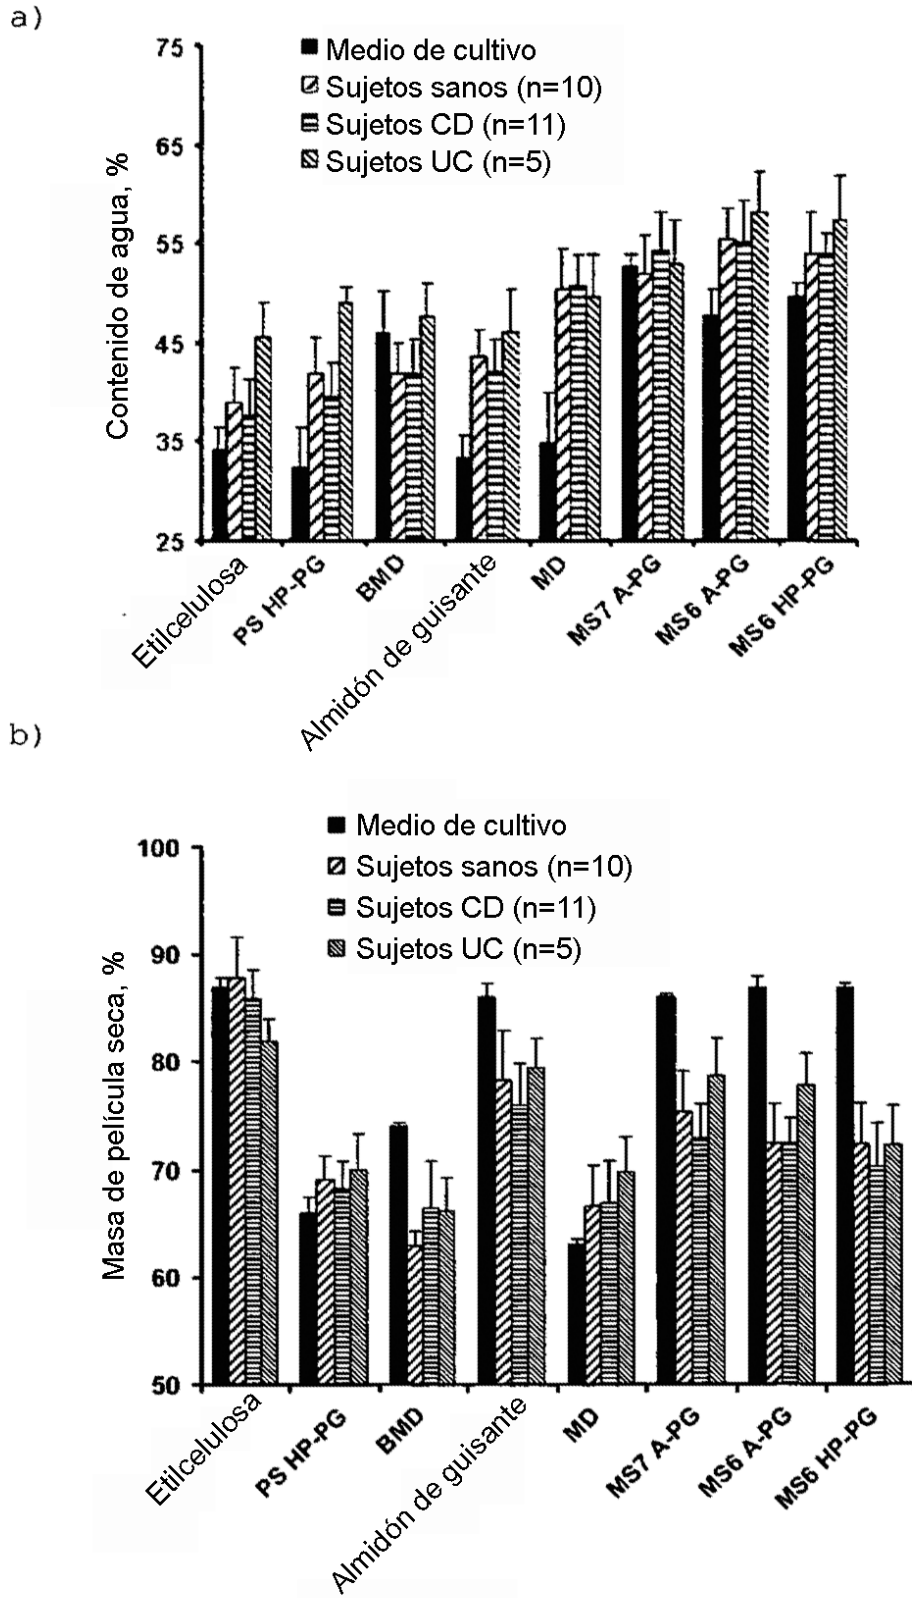 a)
75
65
55
45
35
25
Contenido de agua, %
Medio de cultivo
Sujetos sanos (n=10)
Sujetos CD (n=11)
Sujetos UC (n=5)
Etilcelulosa
PS HP-PG
BMD
Almidón de guisante
MD
MS7 A-PG
MS6 A-PG
MS6 HP-PG
b)
100
90
80
70
60
50
Masa de película seca, %
Medio de cultivo
Sujetos sanos (n=10)
Sujetos CD (n=11)
Sujetos UC (n=5)
Etilcelulosa
PS HP-PG
BMD
Almidón de guisante
MD
MS7 A-PG
MS6 A-PG
MS6 HP-PG